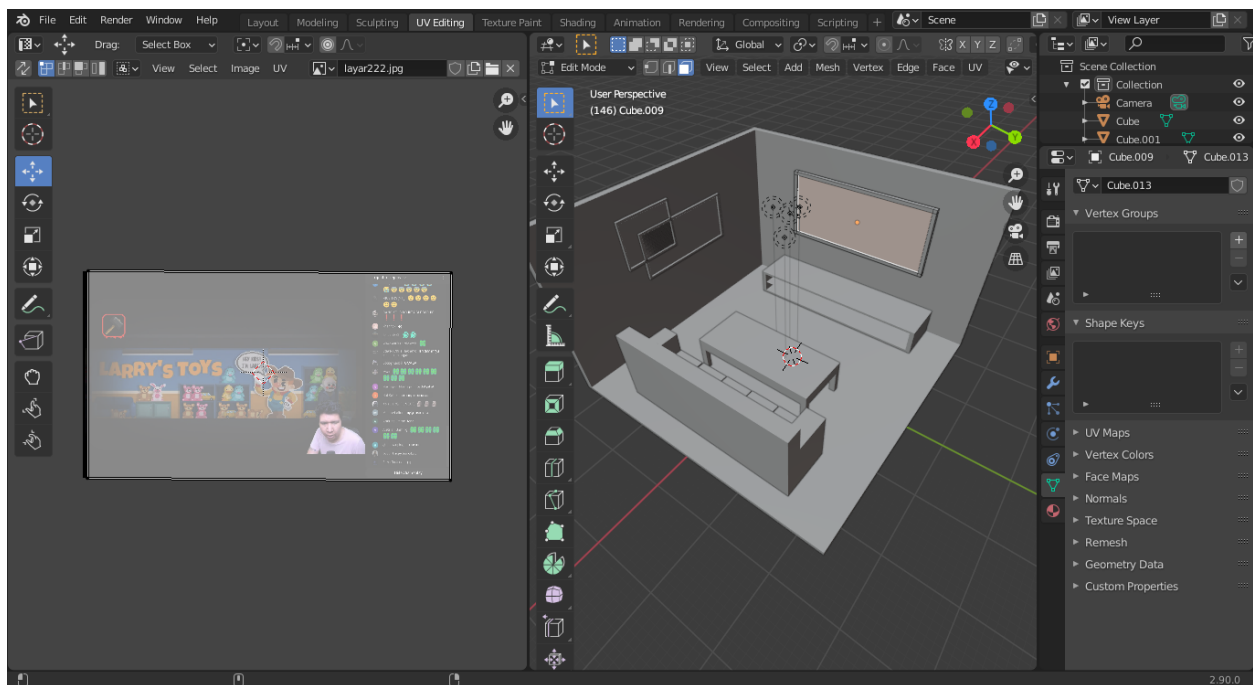 File Edit Render Window Help Layout Modeling Sculpting UV Editing Texture Paint Shading Animation Rendering Compositing Scripting + Scene View Layer
Drag: Select Box Global X Y Z
View Select Image UV layar222.jpg Edit Mode View Select Add Mesh Vertex Edge Face UV
Scene Collection
Collection
Camera
Cube
Cube.001
User Perspective
(146) Cube.009
Z
Y
X
Cube.009 Cube.013
Cube.013
Vertex Groups
Shape Keys
UV Maps
Vertex Colors
Face Maps
Normals
Texture Space
Remesh
Geometry Data
Custom Properties
LARRY'S TOYS
2.90.0